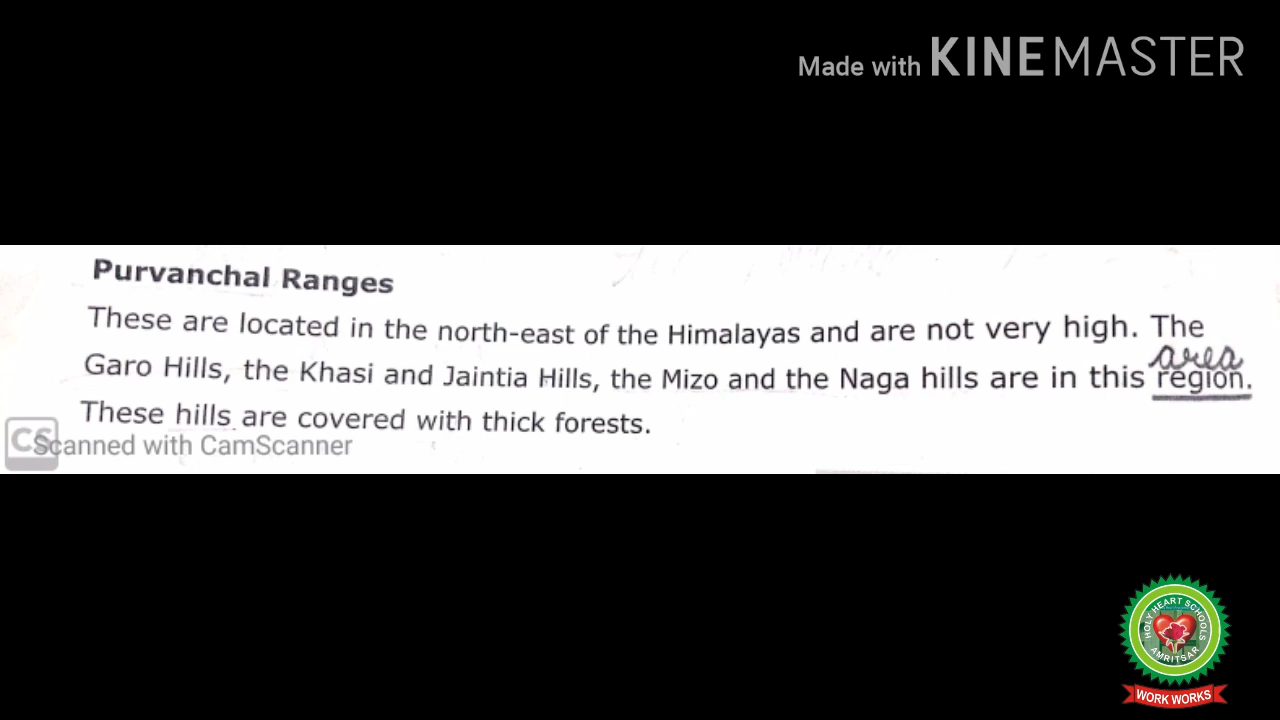 Made with KINEMASTER
Purvanchal Ranges
These are located in the north-east of the Himalayas and are not very high. The
area
Garo Hills, the Khasi and Jaintia Hills, the Mizo and the Naga hills are in this region.
These hills are covered with thick forests.
CS
Scanned with CamScanner
HOLY HEART SCHOOLS
AMRITSAR
WORK WORKS